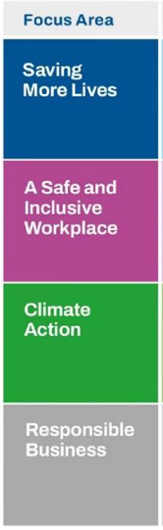 Focus Area
Saving
More Lives
A Safe and
Inclusive
Workplace
Climate
Action
Responsible
Business